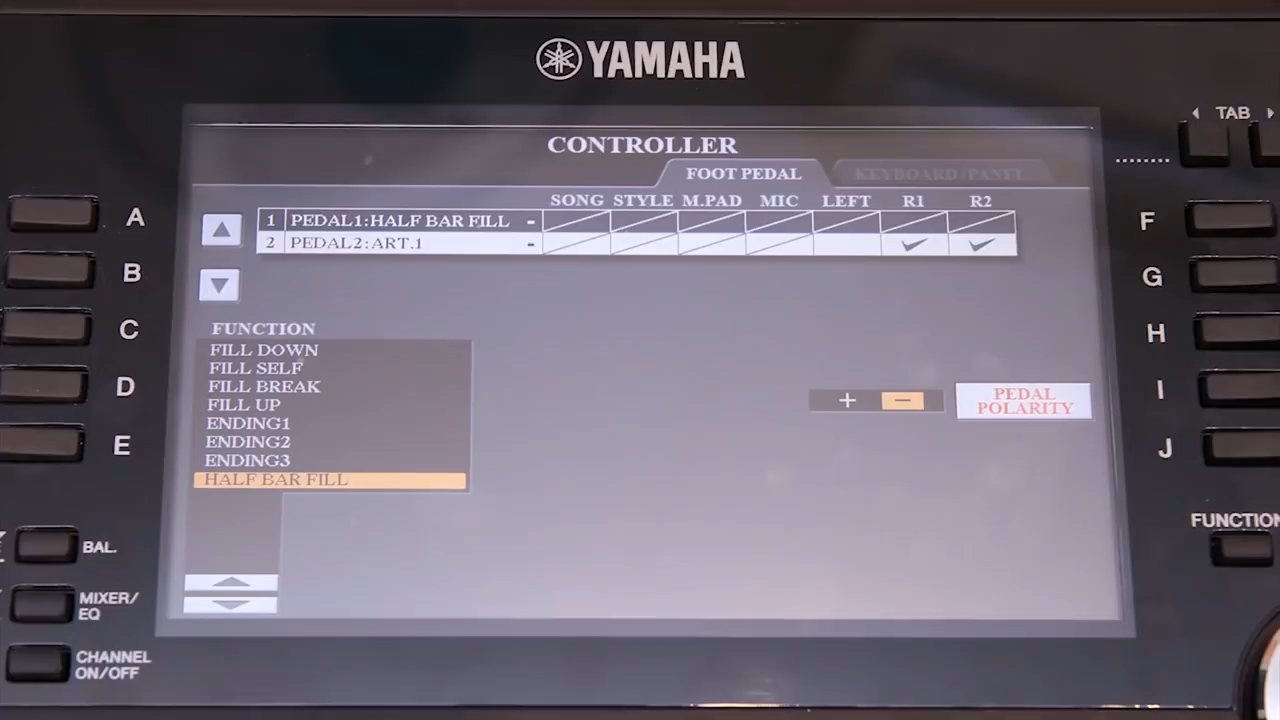 YAMAHA
TAB
CONTROLLER
FOOT PEDAL
SONG STYLE M.PAD MIC LEFT R1 R2
1 PEDAL1:HALF BAR FILL -
2 PEDAL2:ART.1 -
A
B
C
D
E
F
G
H
I
J
FUNCTION
FILL DOWN
FILL SELF
FILL BREAK
FILL UP
ENDING1
ENDING2
ENDING3
HALF BAR FILL
+ −
PEDAL
POLARITY
BAL.
MIXER/
EQ
CHANNEL
ON/OFF
FUNCTION